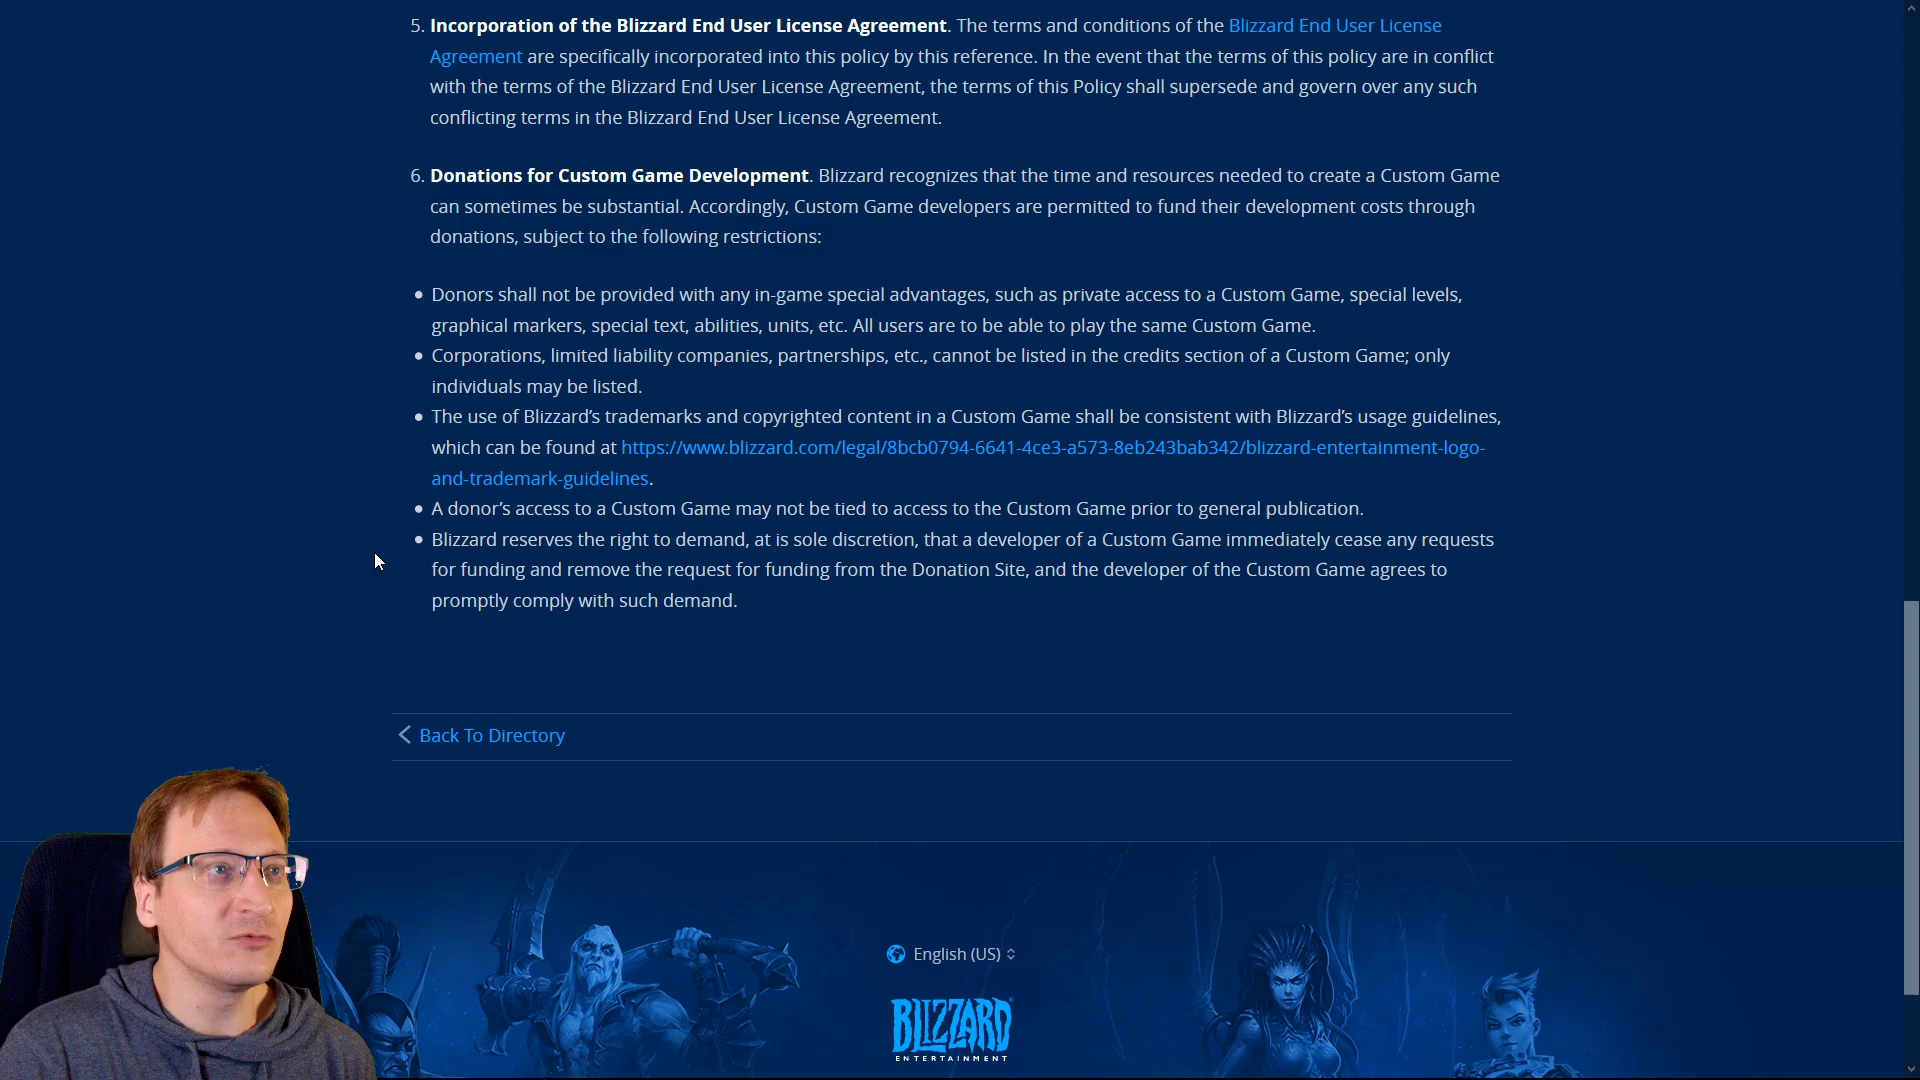 5. Incorporation of the Blizzard End User License Agreement. The terms and conditions of the Blizzard End User License
Agreement are specifically incorporated into this policy by this reference. In the event that the terms of this policy are in conflict
with the terms of the Blizzard End User License Agreement, the terms of this Policy shall supersede and govern over any such
conflicting terms in the Blizzard End User License Agreement.
6. Donations for Custom Game Development. Blizzard recognizes that the time and resources needed to create a Custom Game
can sometimes be substantial. Accordingly, Custom Game developers are permitted to fund their development costs through
donations, subject to the following restrictions:
● Donors shall not be provided with any in-game special advantages, such as private access to a Custom Game, special levels,
graphical markers, special text, abilities, units, etc. All users are to be able to play the same Custom Game.
● Corporations, limited liability companies, partnerships, etc., cannot be listed in the credits section of a Custom Game; only
individuals may be listed.
● The use of Blizzard’s trademarks and copyrighted content in a Custom Game shall be consistent with Blizzard’s usage guidelines,
which can be found at https://www.blizzard.com/legal/8bcb0794-6641-4ce3-a573-8eb243bab342/blizzard-entertainment-logo-
and-trademark-guidelines.
● A donor’s access to a Custom Game may not be tied to access to the Custom Game prior to general publication.
● Blizzard reserves the right to demand, at is sole discretion, that a developer of a Custom Game immediately cease any requests
for funding and remove the request for funding from the Donation Site, and the developer of the Custom Game agrees to
promptly comply with such demand.
Back To Directory
English (US)
BLIZZARD
ENTERTAINMENT